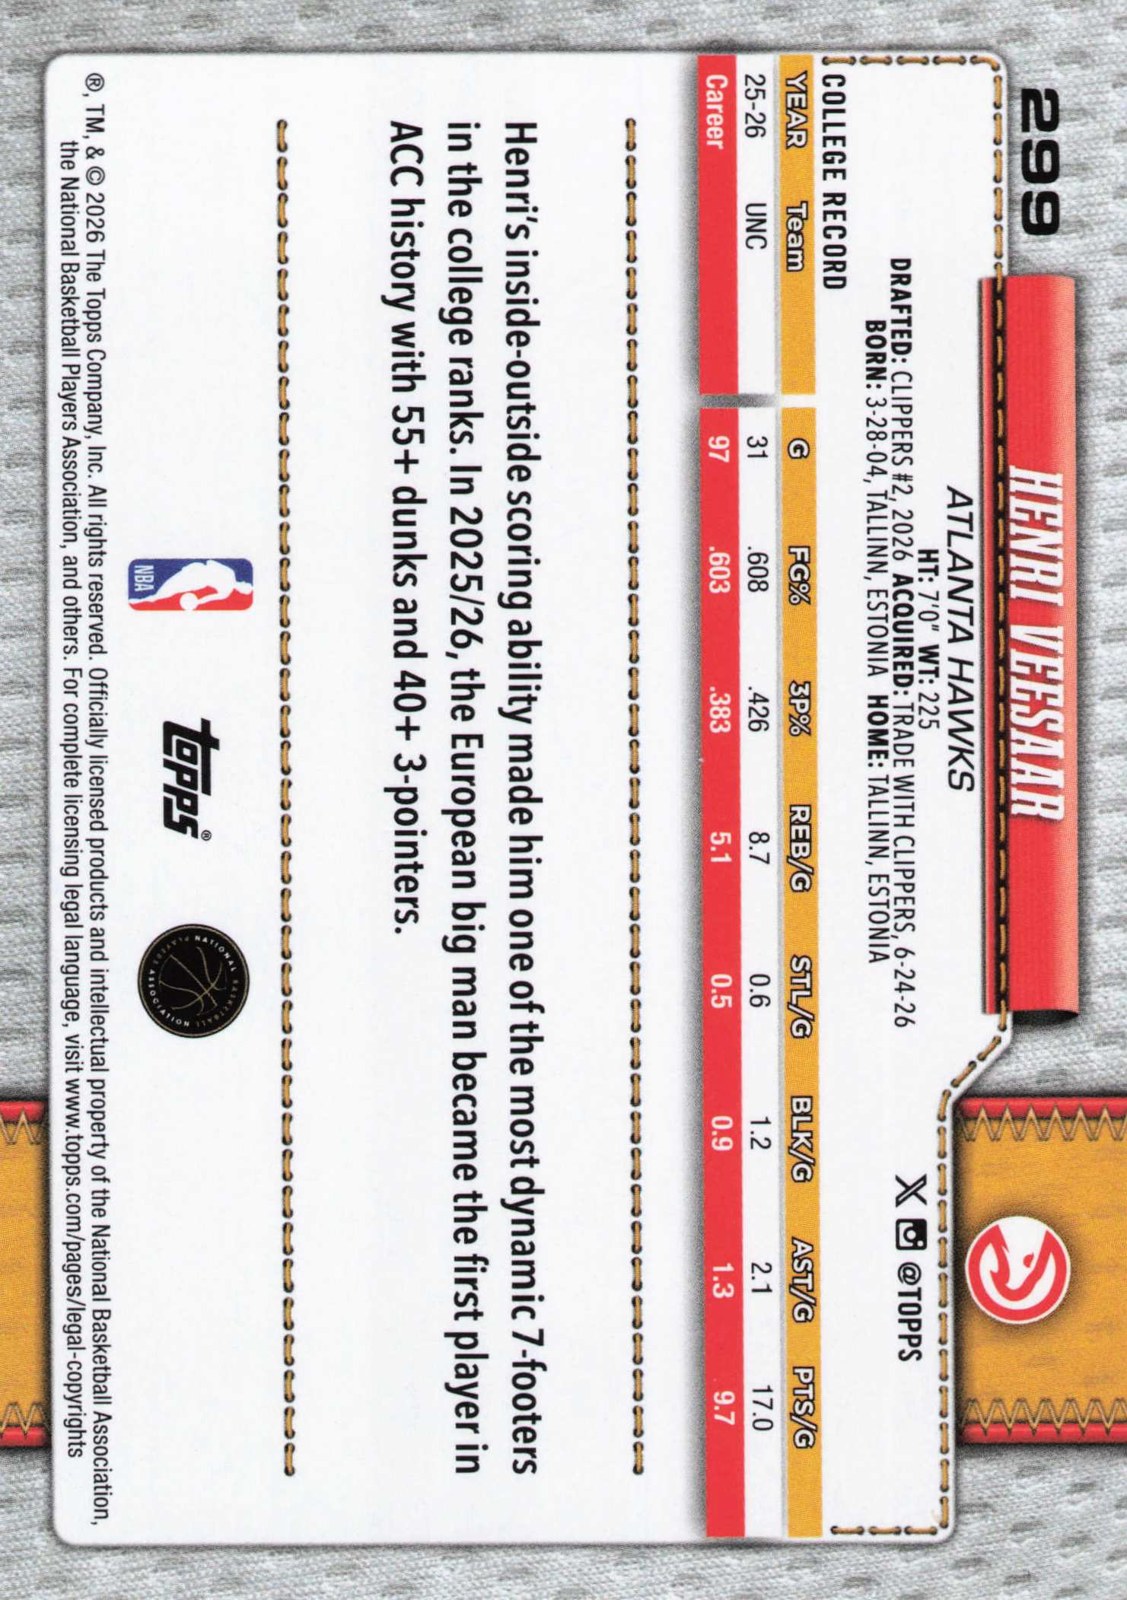 299
HENRI VEESAAR
ATLANTA HAWKS
HT: 7'0" WT: 225
DRAFTED: CLIPPERS #2, 2026 ACQUIRED: TRADE WITH CLIPPERS, 6-24-26
BORN: 3-28-04, TALLINN, ESTONIA HOME: TALLINN, ESTONIA
X @TOPPS
COLLEGE RECORD
YEAR Team G FG% 3P% REB/G STL/G BLK/G AST/G PTS/G
25-26 UNC 31 .608 .426 8.7 0.6 1.2 2.1 17.0
Career 97 .603 .383 5.1 0.5 0.9 1.3 9.7
Henri's inside-outside scoring ability made him one of the most dynamic 7-footers
in the college ranks. In 2025/26, the European big man became the first player in
ACC history with 55+ dunks and 40+ 3-pointers.
NBA
topps®
NATIONAL BASKETBALL PLAYERS ASSOCIATION
®, TM, & © 2026 The Topps Company, Inc. All rights reserved. Officially licensed products and intellectual property of the National Basketball Association,
the National Basketball Players Association, and others. For complete licensing legal language, visit www.topps.com/pages/legal-copyrights